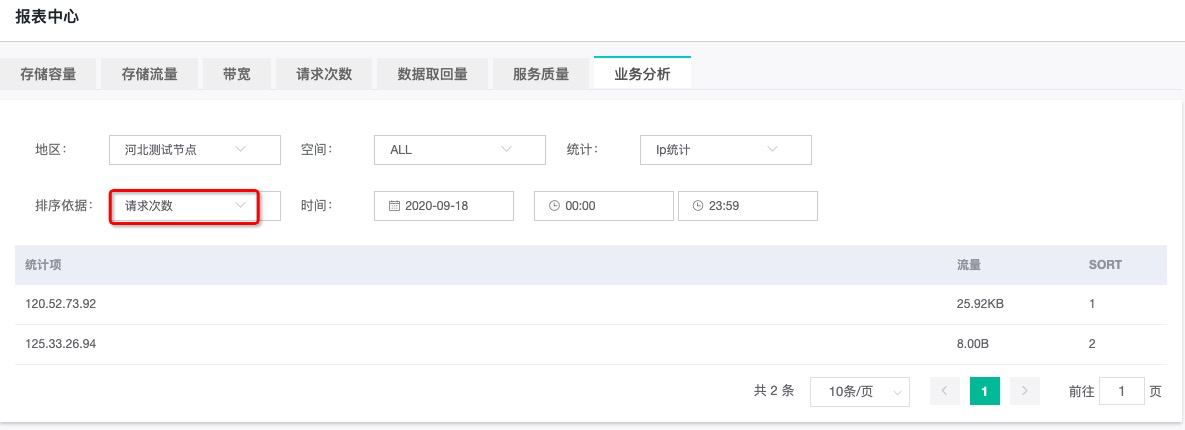 报表中心
存储容量 存储流量 带宽 请求次数 数据取回量 服务质量 业务分析
地区： 河北测试节点 空间： ALL 统计： Ip统计
排序依据： 请求次数 时间： 2020-09-18 00:00 23:59
统计项 流量 SORT
120.52.73.92 25.92KB 1
125.33.26.94 8.00B 2
共 2 条 10条/页 1 前往 1 页